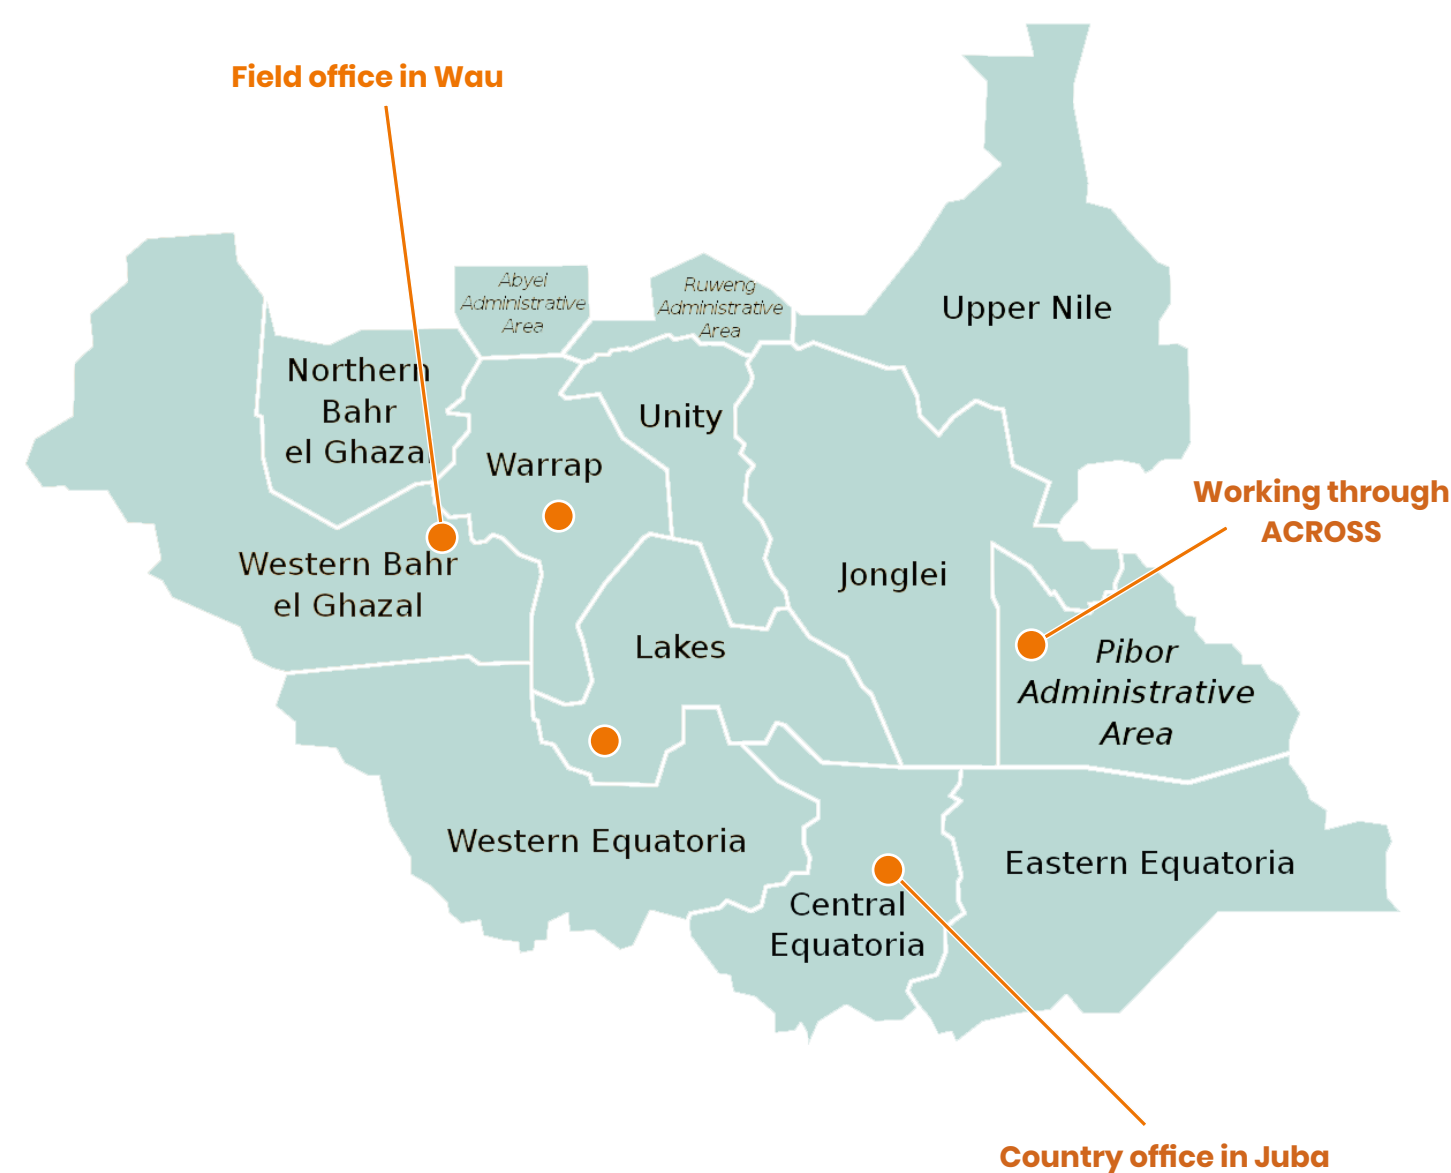 Field office in Wau
Abyei
Administrative
Area
Ruweng
Administrative
Area
Upper Nile
Northern
Bahr
el Ghazal
Unity
Warrap
Working through
ACROSS
Western Bahr
el Ghazal
Jonglei
Lakes
Pibor
Administrative
Area
Western Equatoria
Eastern Equatoria
Central
Equatoria
Country office in Juba